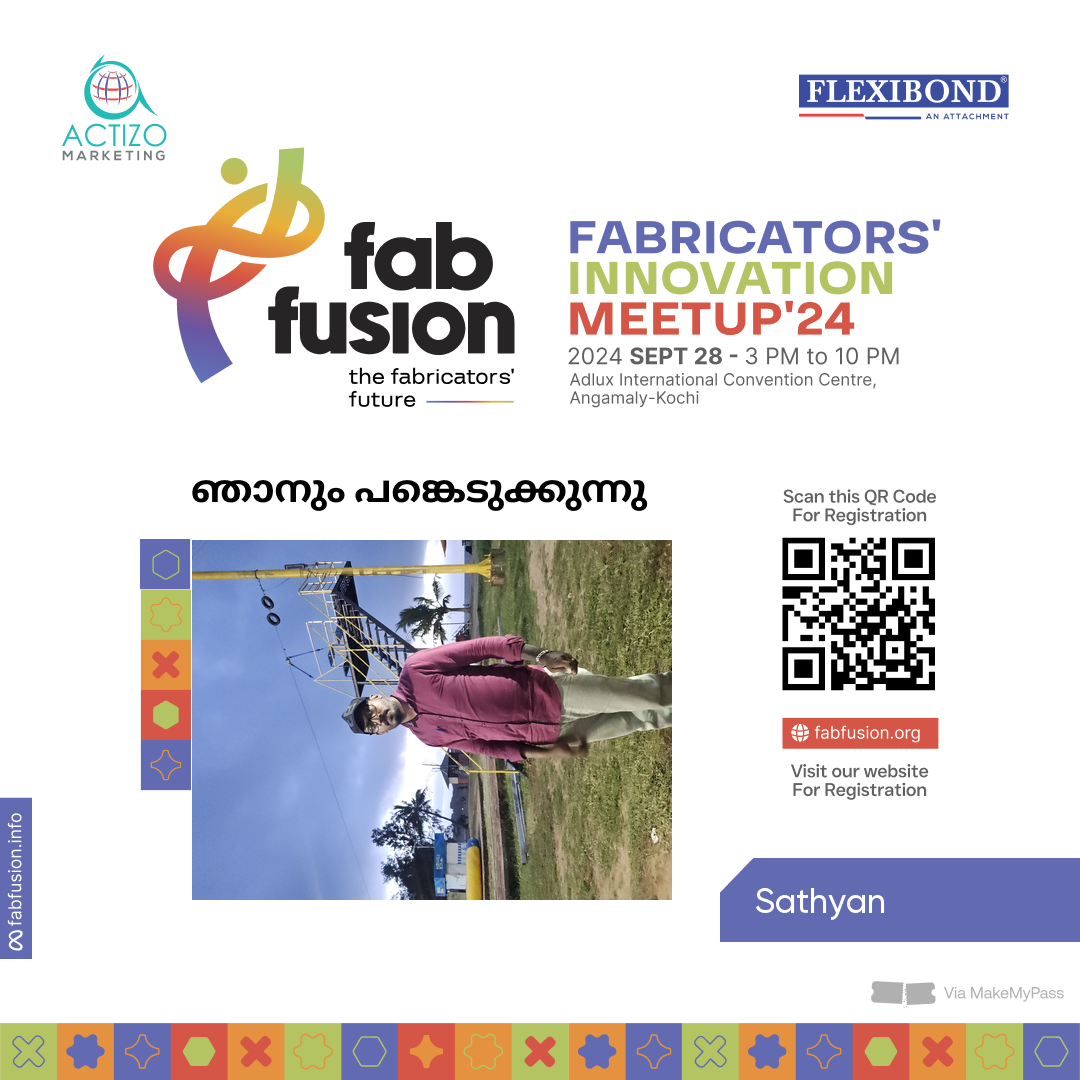 ACTIZO
MARKETING
FLEXIBOND®
AN ATTACHMENT
fab
fusion
the fabricators'
future
FABRICATORS'
INNOVATION
MEETUP'24
2024 SEPT 28 - 3 PM to 10 PM
Adlux International Convention Centre,
Angamaly-Kochi
ഞാനും പങ്കെടുക്കുന്നു
Scan this QR Code
For Registration
fabfusion.org
Visit our website
For Registration
fabfusion.info
Sathyan
Via MakeMyPass